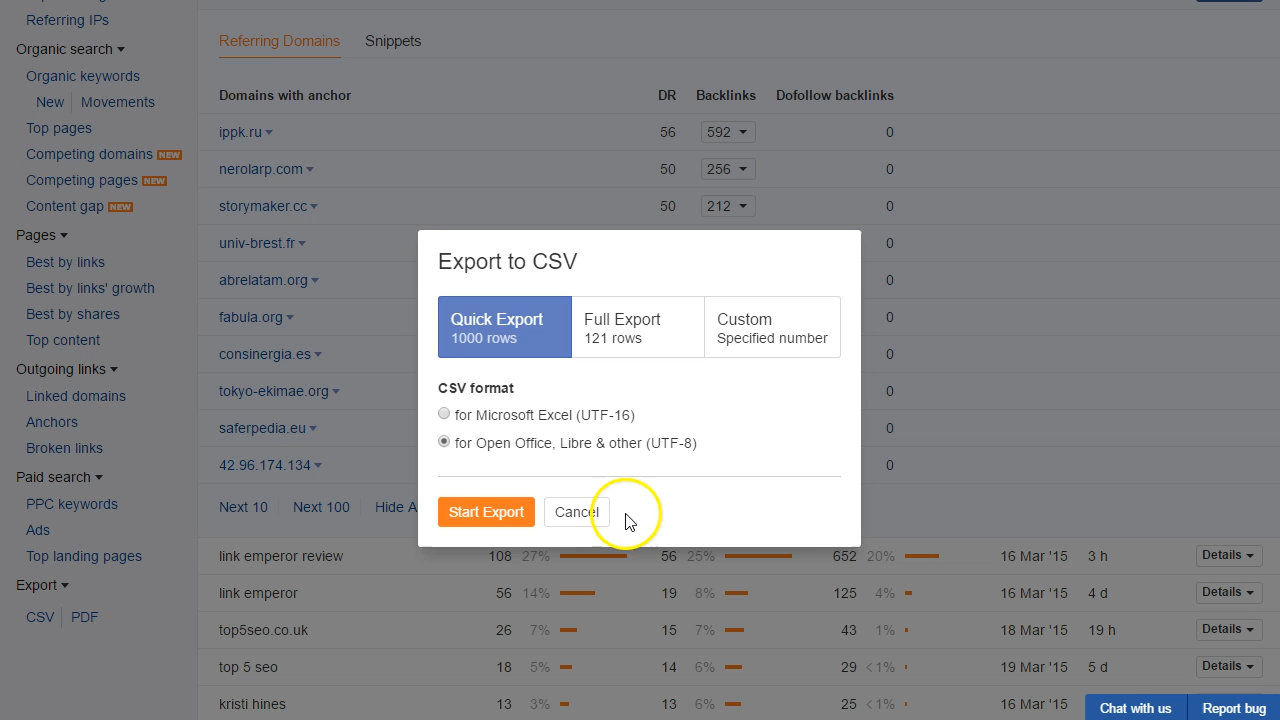 Referring IPs
Organic search
Organic keywords
New Movements
Top pages
Competing domains NEW
Competing pages NEW
Content gap NEW
Pages
Best by links
Best by links' growth
Best by shares
Top content
Outgoing links
Linked domains
Anchors
Broken links
Paid search
PPC keywords
Ads
Top landing pages
Export
CSV PDF
Referring Domains Snippets
Domains with anchor DR Backlinks Dofollow backlinks
ippk.ru 56 592 0
nerolarp.com 50 256 0
storymaker.cc 50 212 0
univ-brest.fr 0
abrelatam.org 0
fabula.org 0
consinergia.es 0
tokyo-ekimae.org 0
saferpedia.eu 0
42.96.174.134 0
Next 10 Next 100 Hide A
link emperor review 108 27% 56 25% 652 20% 16 Mar '15 3 h Details
link emperor 56 14% 19 8% 125 4% 16 Mar '15 4 d Details
top5seo.co.uk 26 7% 15 7% 43 1% 18 Mar '15 19 h Details
top 5 seo 18 5% 14 6% 29 <1% 19 Mar '15 5 d Details
kristi hines 13 3% 13 6% 25 <1% 16 Mar '15
Export to CSV
Quick Export
1000 rows
Full Export
121 rows
Custom
Specified number
CSV format
for Microsoft Excel (UTF-16)
for Open Office, Libre & other (UTF-8)
Start Export Cancel
Chat with us Report bug